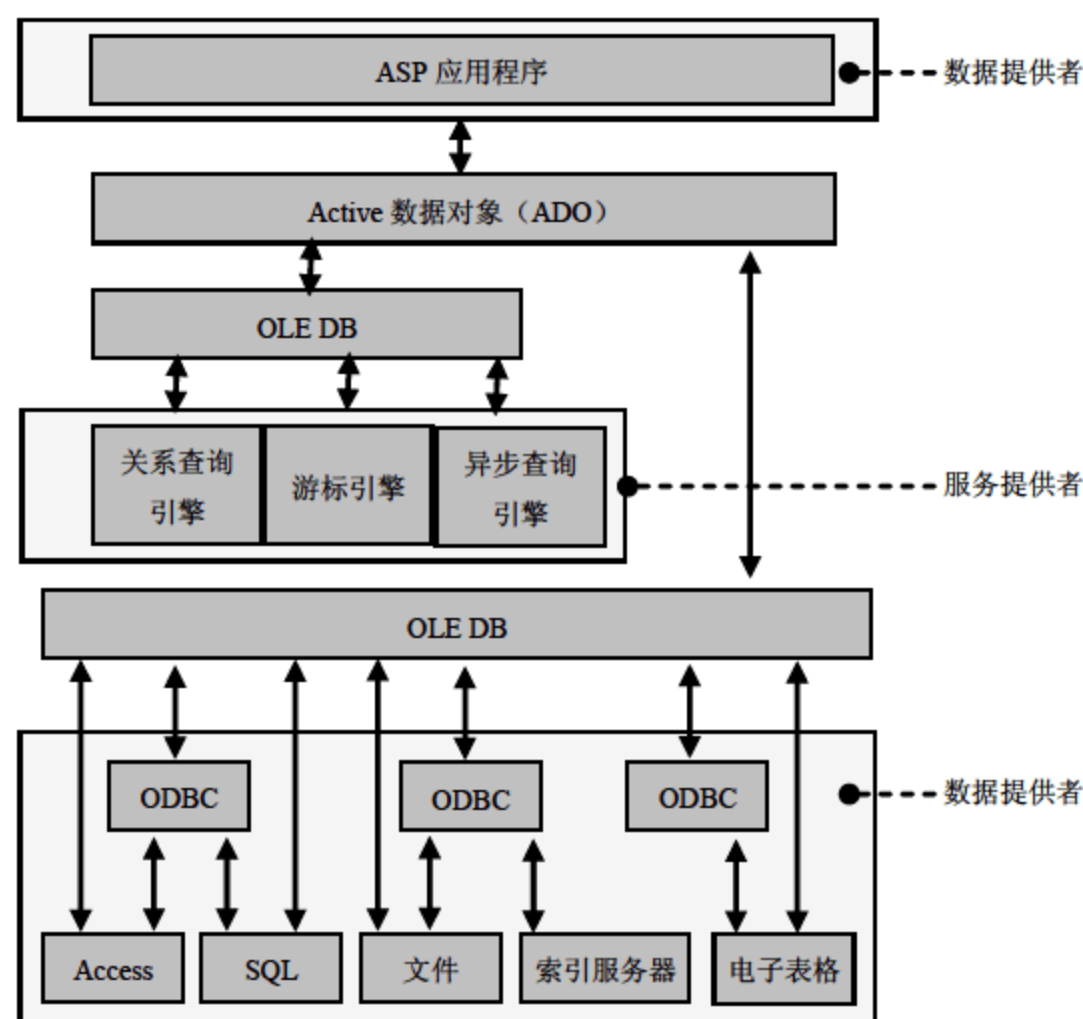 ASP 应用程序
数据提供者
Active 数据对象（ADO）
OLE DB
关系查询
引擎
游标引擎
异步查询
引擎
服务提供者
OLE DB
ODBC
ODBC
ODBC
数据提供者
Access
SQL
文件
索引服务器
电子表格